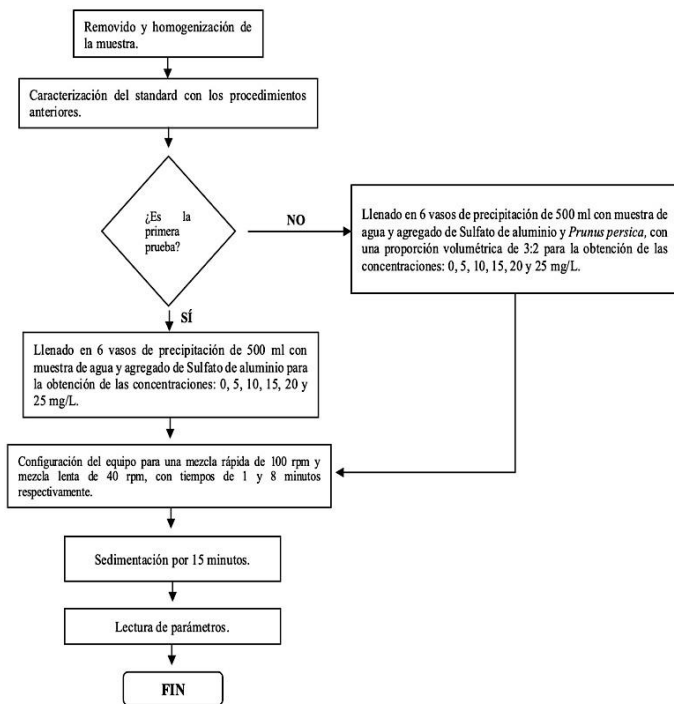 Removido y homogenización de
la muestra.
Caracterización del standard con los procedimientos
anteriores.
¿Es la
primera
prueba?
NO
Llenado en 6 vasos de precipitación de 500 ml con muestra de
agua y agregado de Sulfato de aluminio y Prunus persica, con
una proporción volumétrica de 3:2 para la obtención de las
concentraciones: 0, 5, 10, 15, 20 y 25 mg/L.
SÍ
Llenado en 6 vasos de precipitación de 500 ml con
muestra de agua y agregado de Sulfato de aluminio
para la obtención de las concentraciones: 0, 5, 10, 15, 20 y
25 mg/L.
Configuración del equipo para una mezcla rápida de 100 rpm y
mezcla lenta de 40 rpm, con tiempos de 1 y 8 minutos
respectivamente.
Sedimentación por 15 minutos.
Lectura de parámetros.
FIN